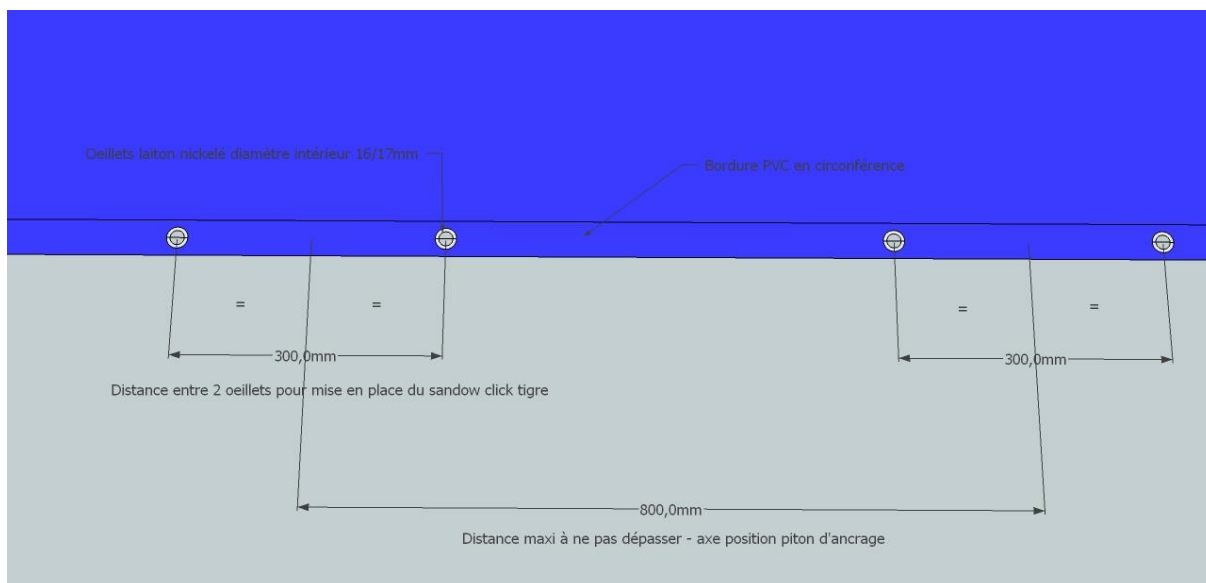 Oeillets laiton nickelé diamètre intérieur 16/17mm
Bordure PVC en circonférence
= = = =
300,0mm 300,0mm
Distance entre 2 oeillets pour mise en place du sandow click tigre
800,0mm
Distance maxi à ne pas dépasser - axe position piton d'ancrage